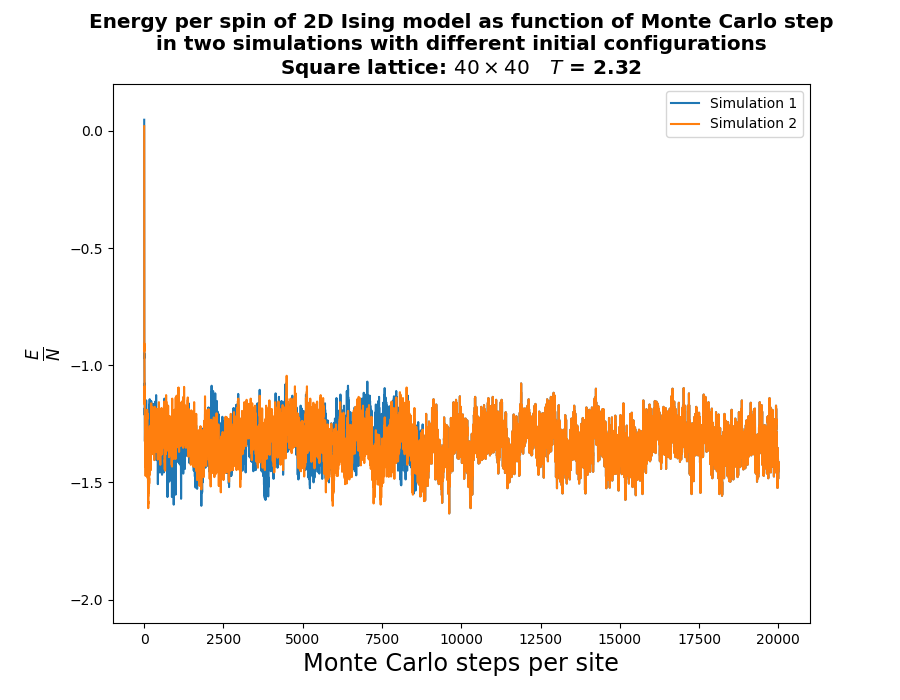 Energy per spin of 2D Ising model as function of Monte Carlo step
in two simulations with different initial configurations
Square lattice: 40 × 40 T = 2.32
Simulation 1
Simulation 2
0.0
−0.5
−1.0
−1.5
−2.0
E
N
0 2500 5000 7500 10000 12500 15000 17500 20000
Monte Carlo steps per site